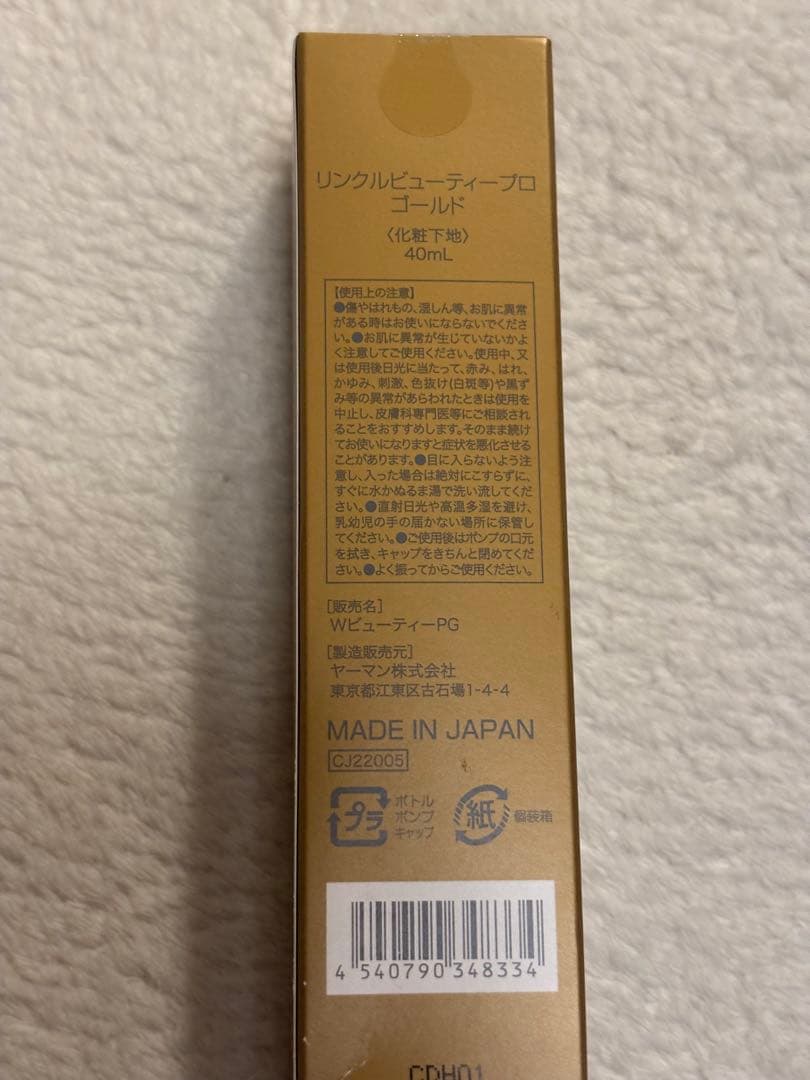 リンクルビューティープロ
ゴールド
〈化粧下地〉
40mL
【使用上の注意】
●傷やはれもの、湿しん等、お肌に異常
がある時はお使いにならないでくださ
い。●お肌に異常が生じていないかよ
く注意してご使用ください。使用中、又
は使用後日光に当たって、赤み、はれ、
かゆみ、刺激、色抜け(白斑等)や黒ず
み等の異常があらわれたときは使用を
中止し、皮膚科専門医等にご相談され
ることをおすすめします。そのまま続け
てお使いになりますと症状を悪化させる
ことがあります。●目に入らないよう注
意し、入った場合は絶対にこすらずに、
すぐに水かぬるま湯で洗い流してくだ
さい。●直射日光や高温多湿を避け、
乳幼児の手の届かない場所に保管し
てください。●ご使用後はポンプの口元
を拭き、キャップをきちんと閉めてくだ
さい。●よく振ってからご使用ください。
[販売名]
WビューティーPG
[製造販売元]
ヤーマン株式会社
東京都江東区古石場1-4-4
MADE IN JAPAN
CJ22005
プラ
ボトル
ポンプ
キャップ
紙
個装箱
4 540790 348334
CDH01